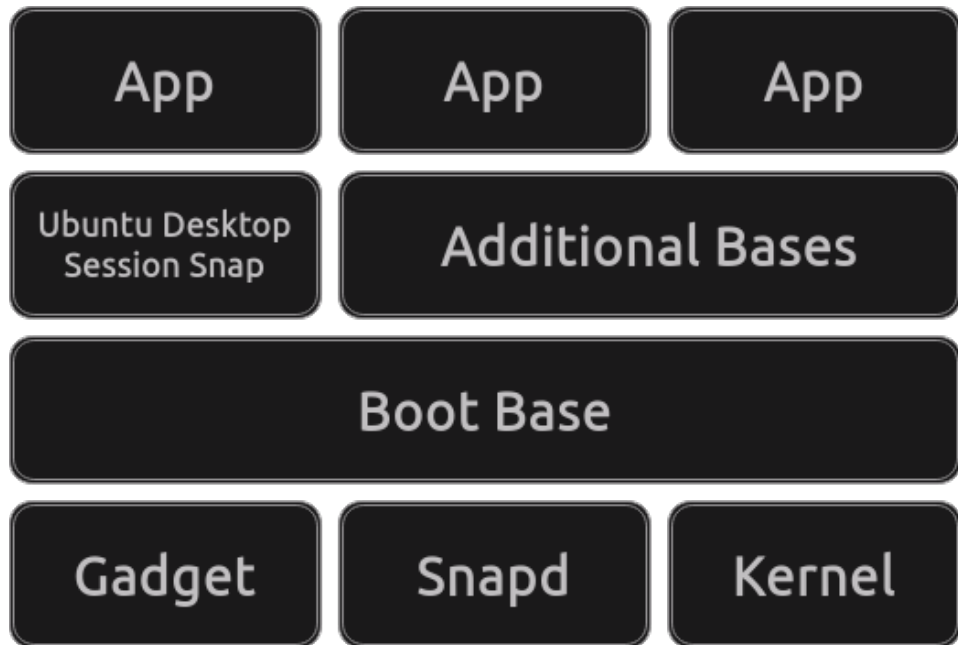 App
App
App
Ubuntu Desktop
Session Snap
Additional Bases
Boot Base
Gadget
Snapd
Kernel